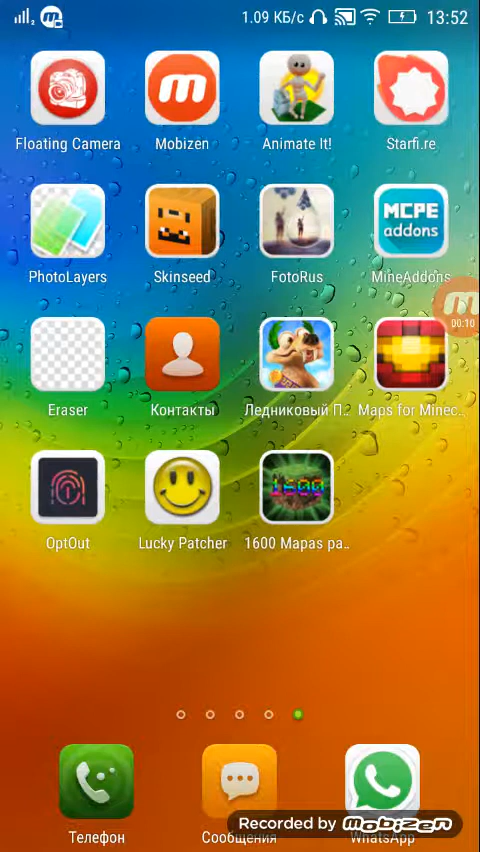 2 1.09 КБ/с 13:52
Floating Camera Mobizen Animate It! Starfi.re
MCPE
addons
PhotoLayers Skinseed FotoRus MineAddons
00:10
Eraser Контакты Ледниковый П.. Maps for Minec..
1600
OptOut Lucky Patcher 1600 Mapas pa..
Recorded by mobizen
Телефон Сообщения WhatsApp